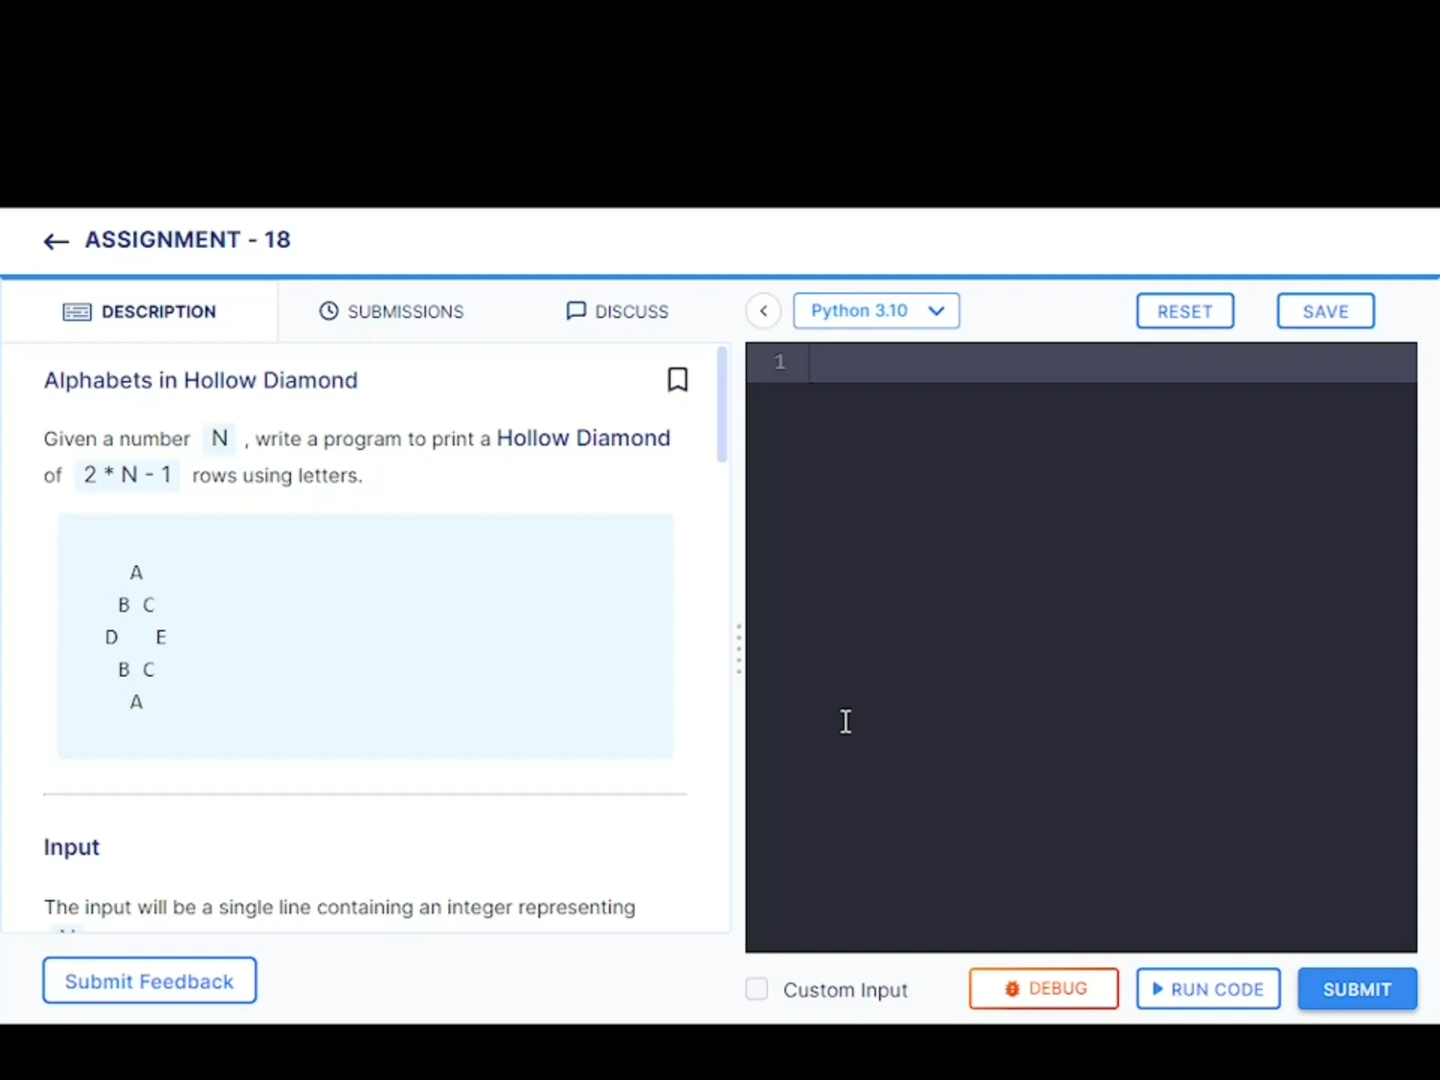 ASSIGNMENT - 18
DESCRIPTION
SUBMISSIONS
DISCUSS
Python 3.10
RESET
SAVE
Alphabets in Hollow Diamond
Given a number N , write a program to print a Hollow Diamond
of 2 * N - 1 rows using letters.
A
B C
D E
B C
A
Input
The input will be a single line containing an integer representing
1
Submit Feedback
Custom Input
DEBUG
RUN CODE
SUBMIT